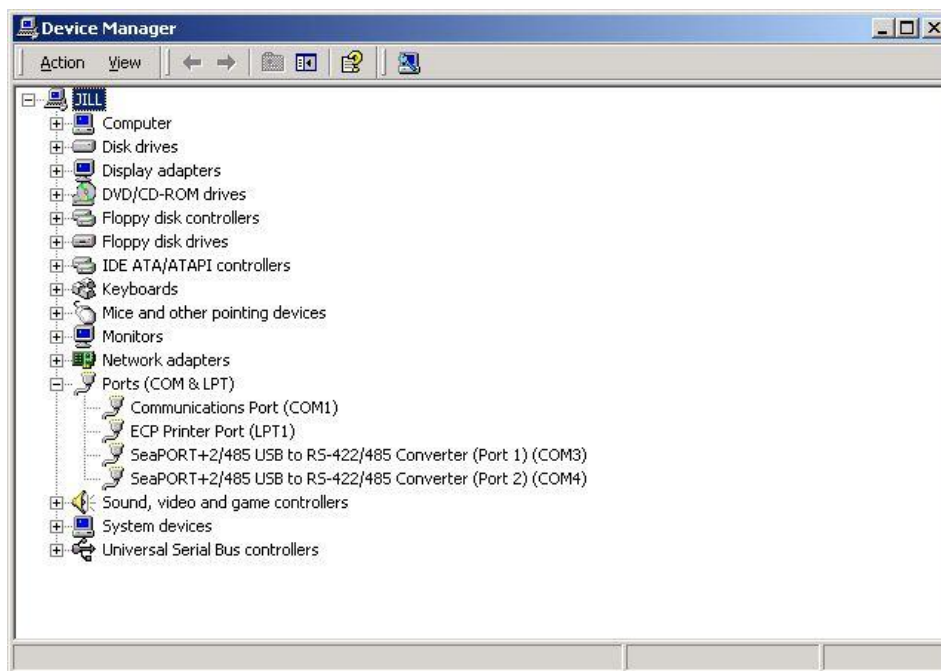 Device Manager
Action View
JILL
Computer
Disk drives
Display adapters
DVD/CD-ROM drives
Floppy disk controllers
Floppy disk drives
IDE ATA/ATAPI controllers
Keyboards
Mice and other pointing devices
Monitors
Network adapters
Ports (COM & LPT)
Communications Port (COM1)
ECP Printer Port (LPT1)
SeaPORT+2/485 USB to RS-422/485 Converter (Port 1) (COM3)
SeaPORT+2/485 USB to RS-422/485 Converter (Port 2) (COM4)
Sound, video and game controllers
System devices
Universal Serial Bus controllers